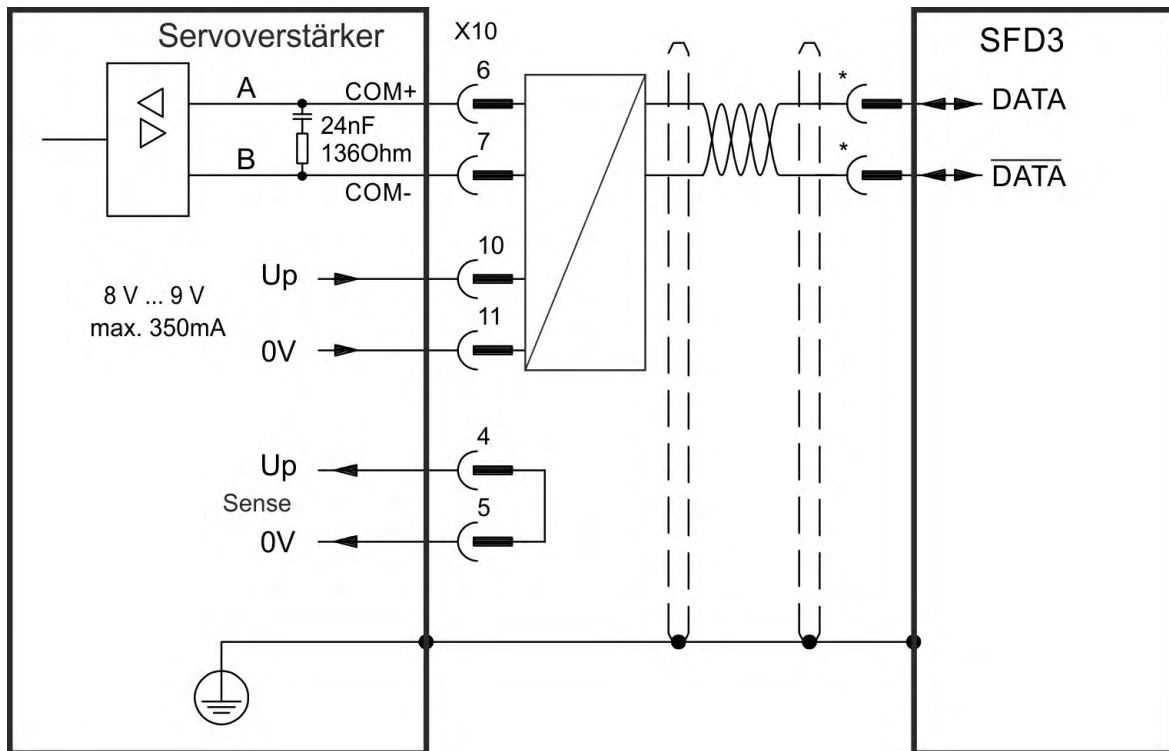 Servoverstärker
X10
SFD3
A
COM+
6
*
DATA
24nF
136Ohm
7
*
B
COM-
DATA
10
Up
8 V ... 9 V
max. 350mA
11
0V
4
Up
Sense
5
0V